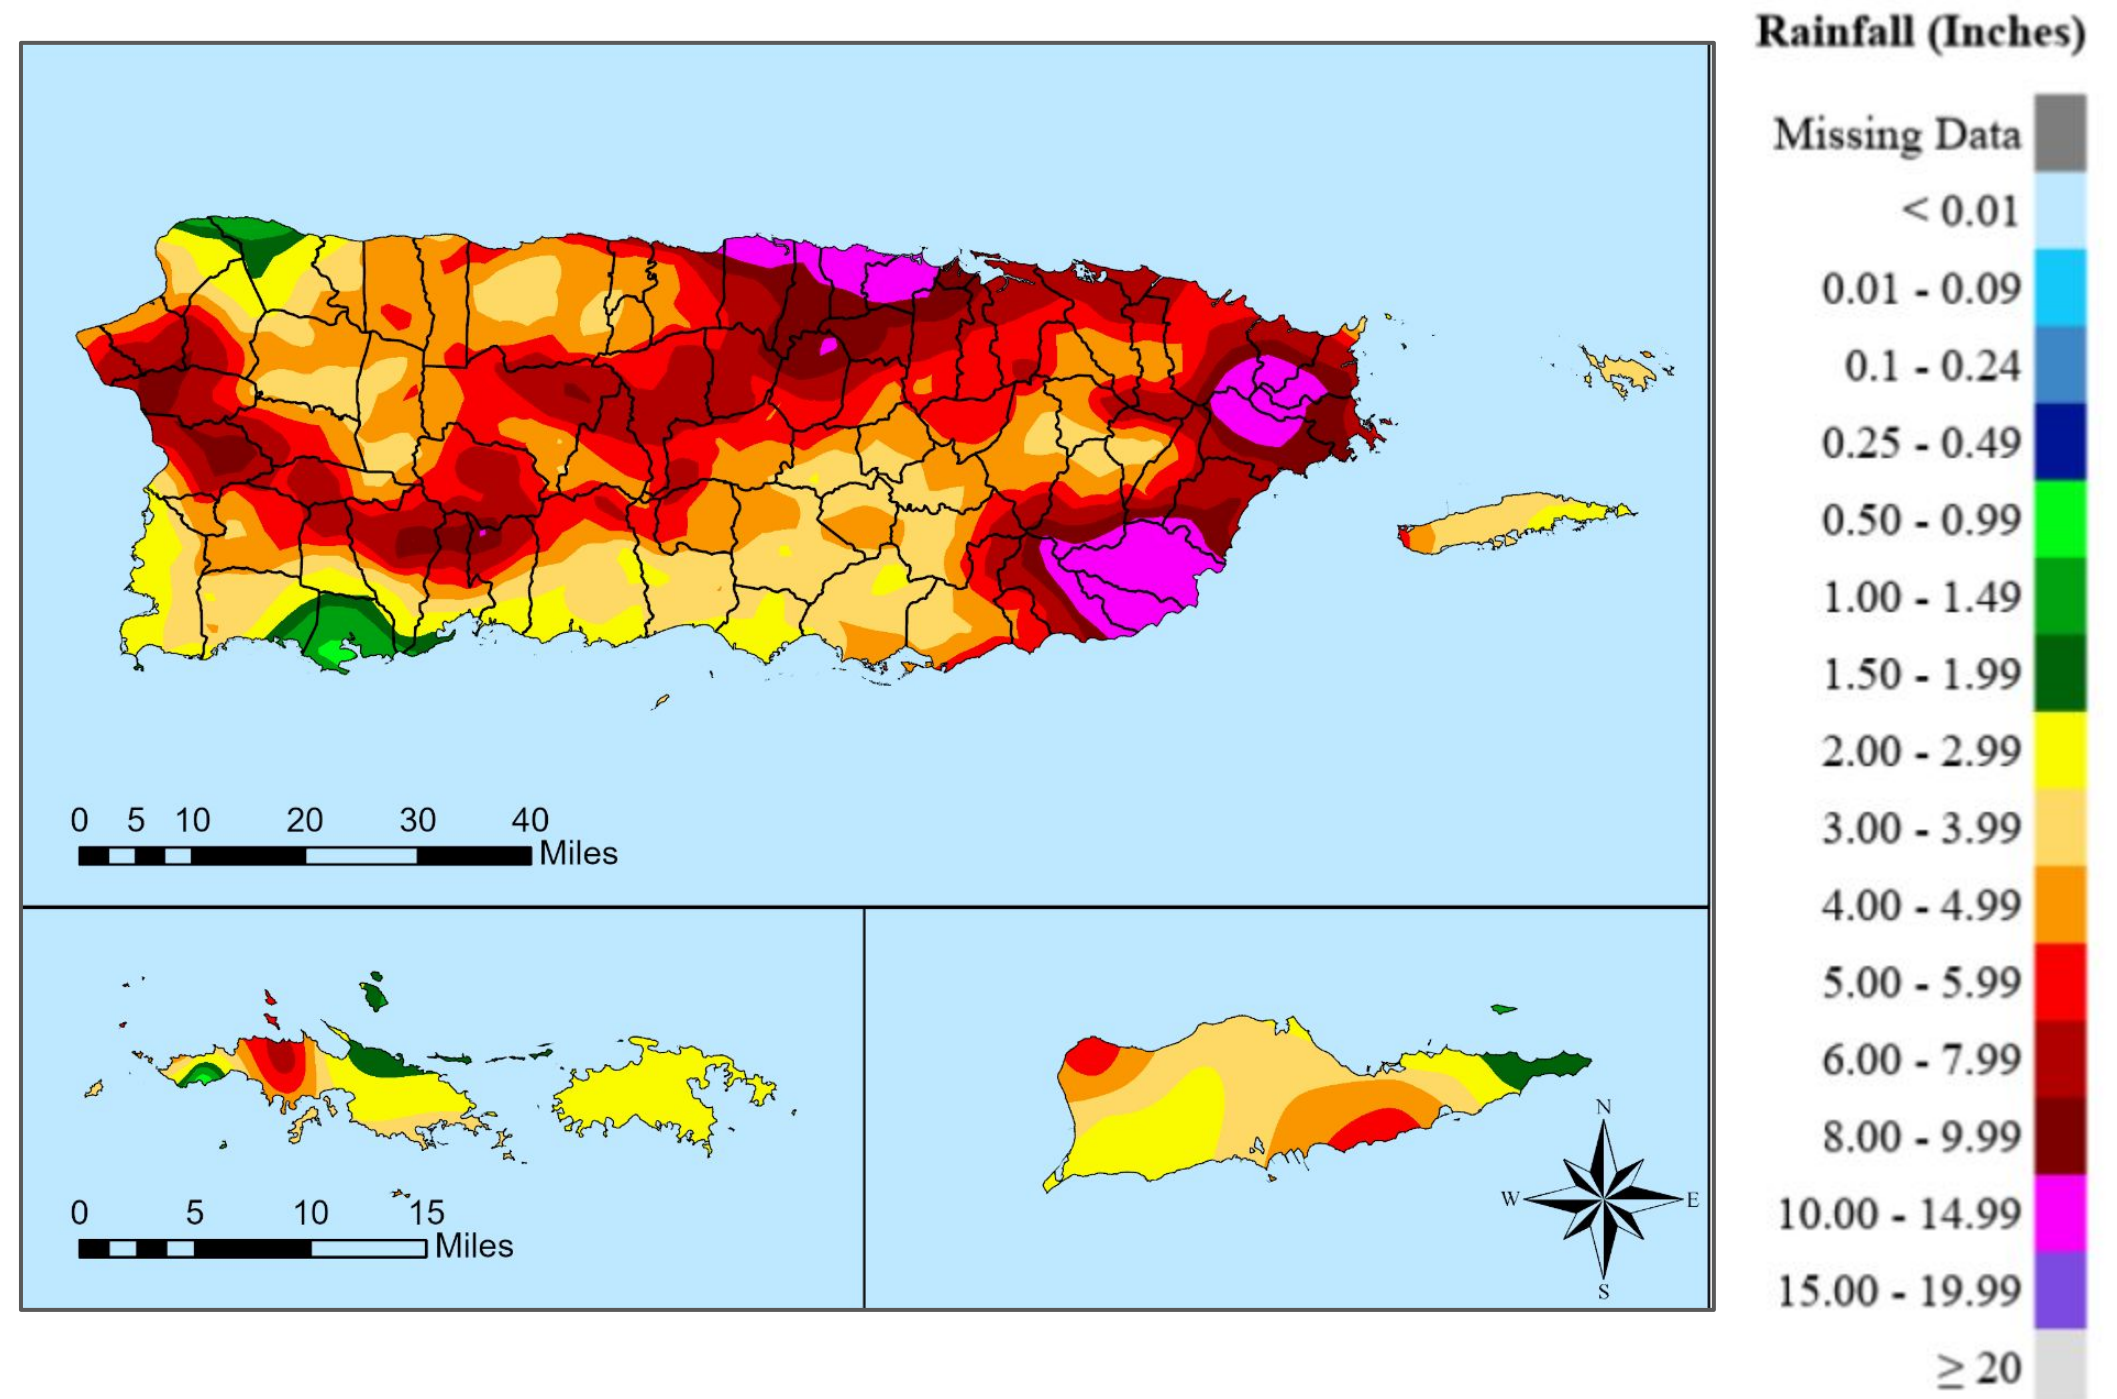 Rainfall (Inches)
Missing Data
< 0.01
0.01 - 0.09
0.1 - 0.24
0.25 - 0.49
0.50 - 0.99
1.00 - 1.49
1.50 - 1.99
2.00 - 2.99
3.00 - 3.99
4.00 - 4.99
5.00 - 5.99
6.00 - 7.99
8.00 - 9.99
10.00 - 14.99
15.00 - 19.99
≥ 20
0 5 10 20 30 40
Miles
0 5 10 15
Miles
N
W E
S